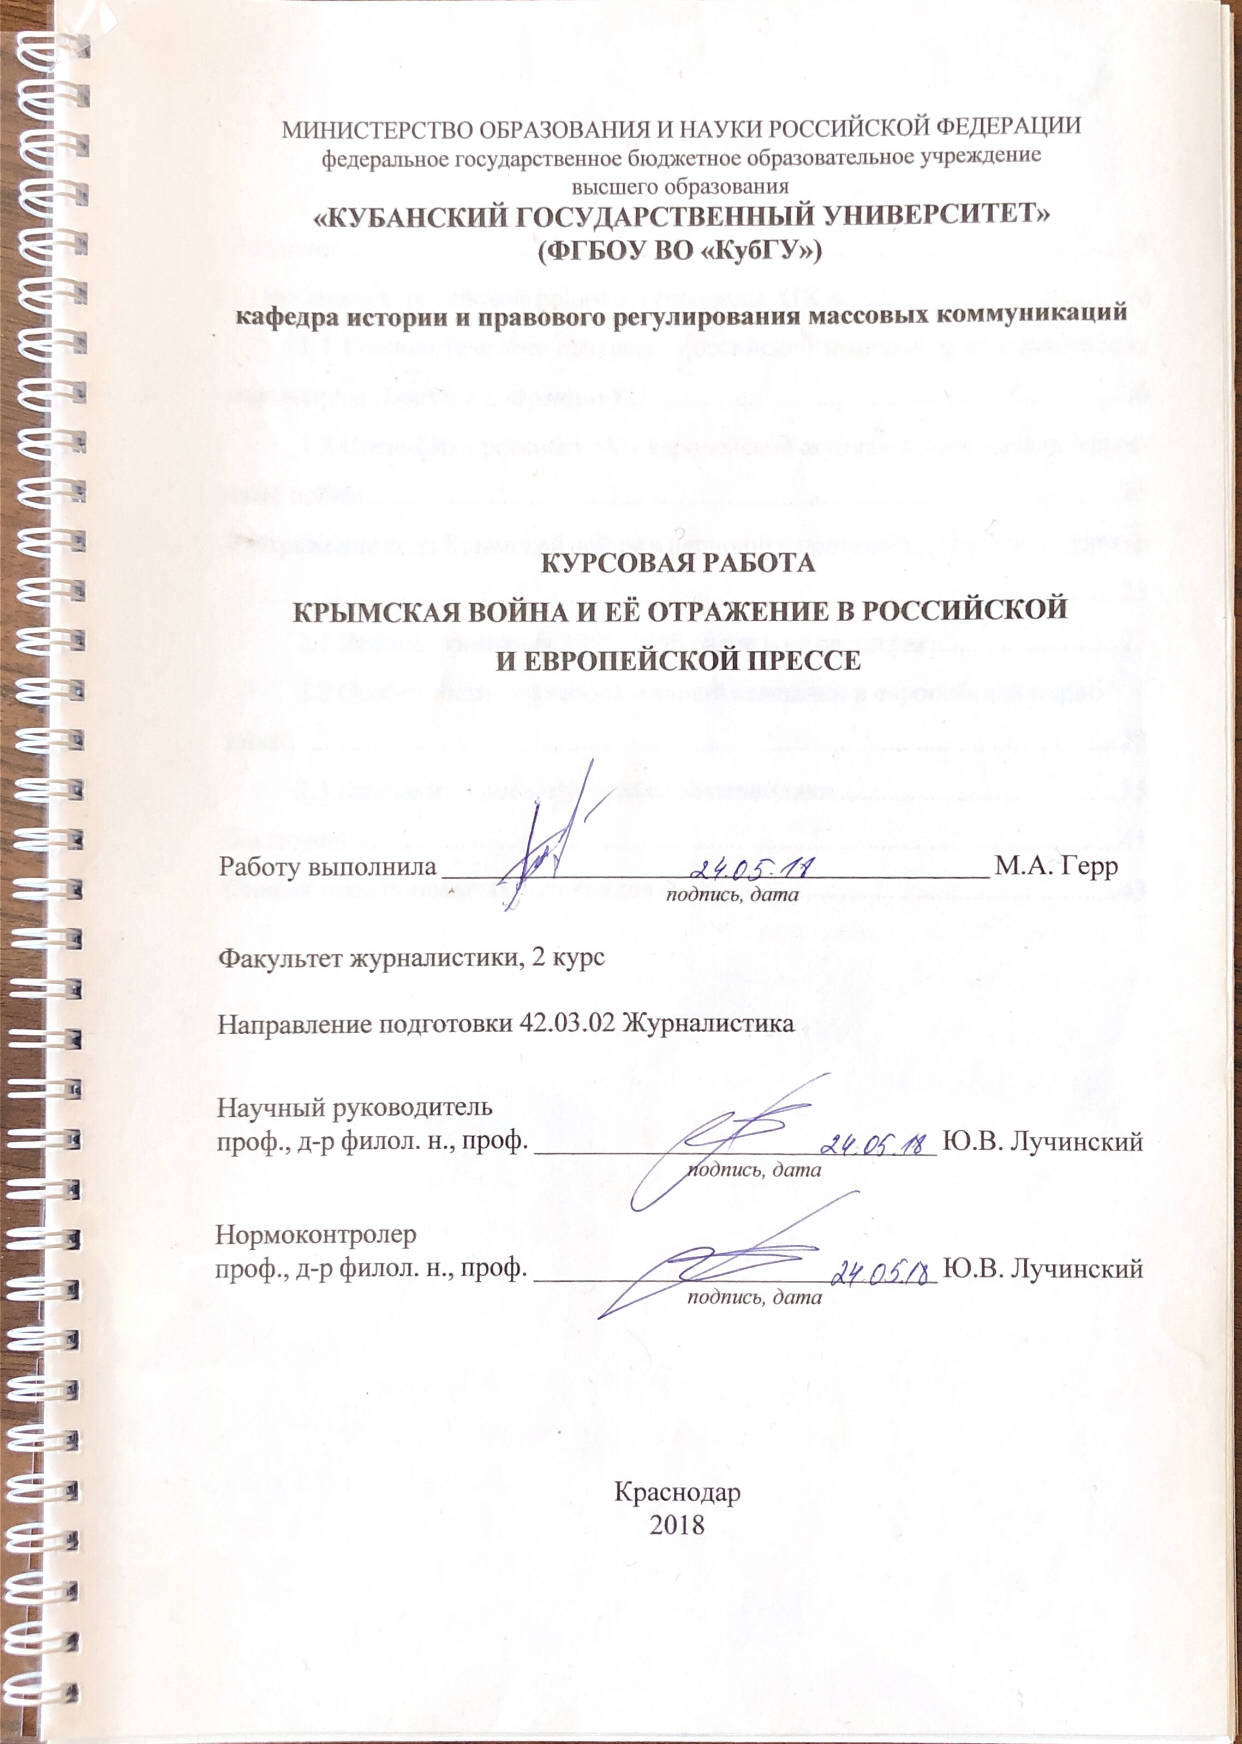 МИНИСТЕРСТВО ОБРАЗОВАНИЯ И НАУКИ РОССИЙСКОЙ ФЕДЕРАЦИИ
федеральное государственное бюджетное образовательное учреждение
высшего образования
«КУБАНСКИЙ ГОСУДАРСТВЕННЫЙ УНИВЕРСИТЕТ»
(ФГБОУ ВО «КубГУ»)
кафедра истории и правового регулирования массовых коммуникаций
КУРСОВАЯ РАБОТА
КРЫМСКАЯ ВОЙНА И ЕЁ ОТРАЖЕНИЕ В РОССИЙСКОЙ
И ЕВРОПЕЙСКОЙ ПРЕССЕ
Работу выполнила 24.05.18 М.А. Герр
подпись, дата
Факультет журналистики, 2 курс
Направление подготовки 42.03.02 Журналистика
Научный руководитель
проф., д-р филол. н., проф. 24.05.18 Ю.В. Лучинский
подпись, дата
Нормоконтролер
проф., д-р филол. н., проф. 24.05.18 Ю.В. Лучинский
подпись, дата
Краснодар
2018